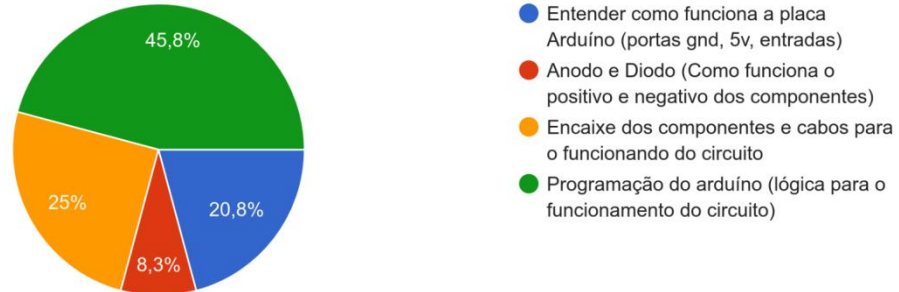 45,8%
25%
20,8%
8,3%
Entender como funciona a placa
Arduíno (portas gnd, 5v, entradas)
Anodo e Diodo (Como funciona o
positivo e negativo dos componentes)
Encaixe dos componentes e cabos para
o funcionando do circuito
Programação do arduíno (lógica para o
funcionamento do circuito)